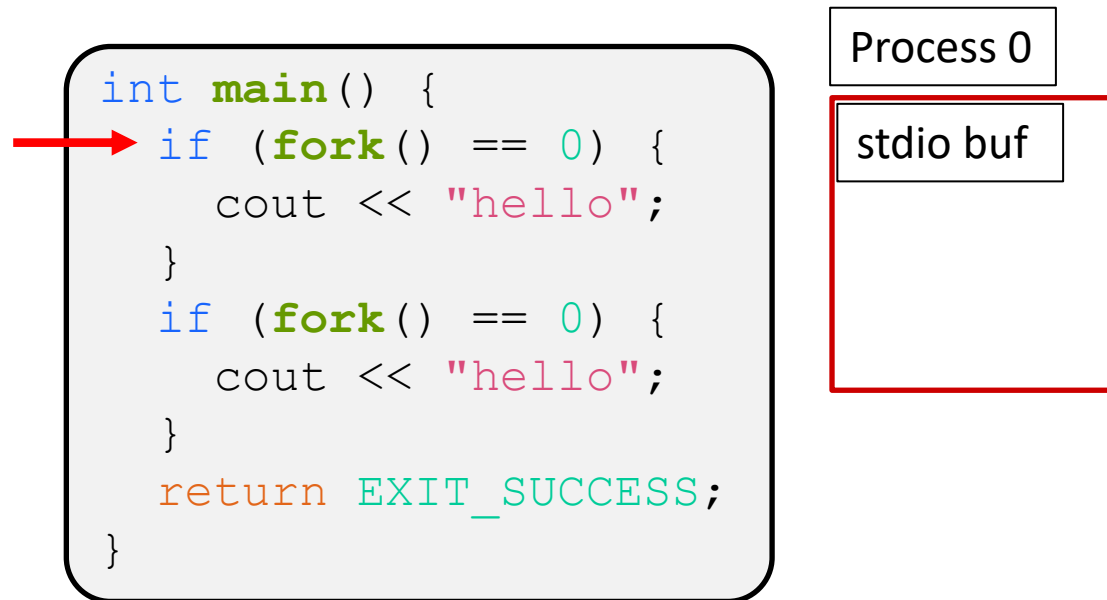 int main() {
  if (fork() == 0) {
    cout << "hello";
  }
  if (fork() == 0) {
    cout << "hello";
  }
  return EXIT_SUCCESS;
}
Process 0
stdio buf